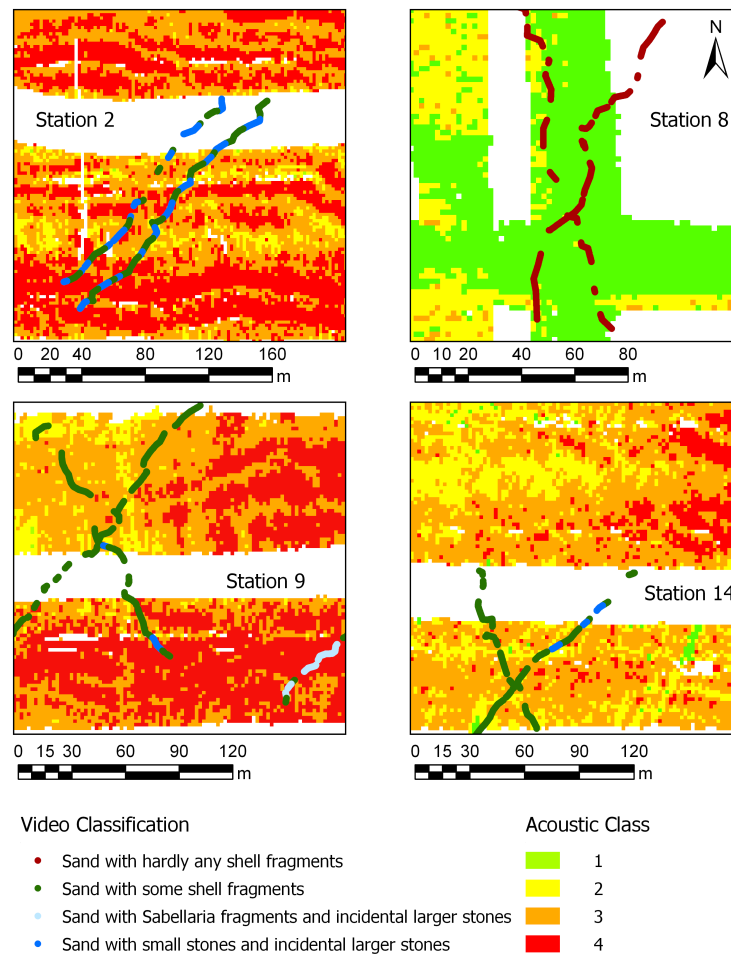 Station 2
N
Station 8
0 20 40 80 120 160
m
0 10 20 40 60 80
m
Station 9
Station 14
0 15 30 60 90 120
m
0 15 30 60 90 120
m
Video Classification
Acoustic Class
Sand with hardly any shell fragments
1
Sand with some shell fragments
2
Sand with Sabellaria fragments and incidental larger stones
3
Sand with small stones and incidental larger stones
4